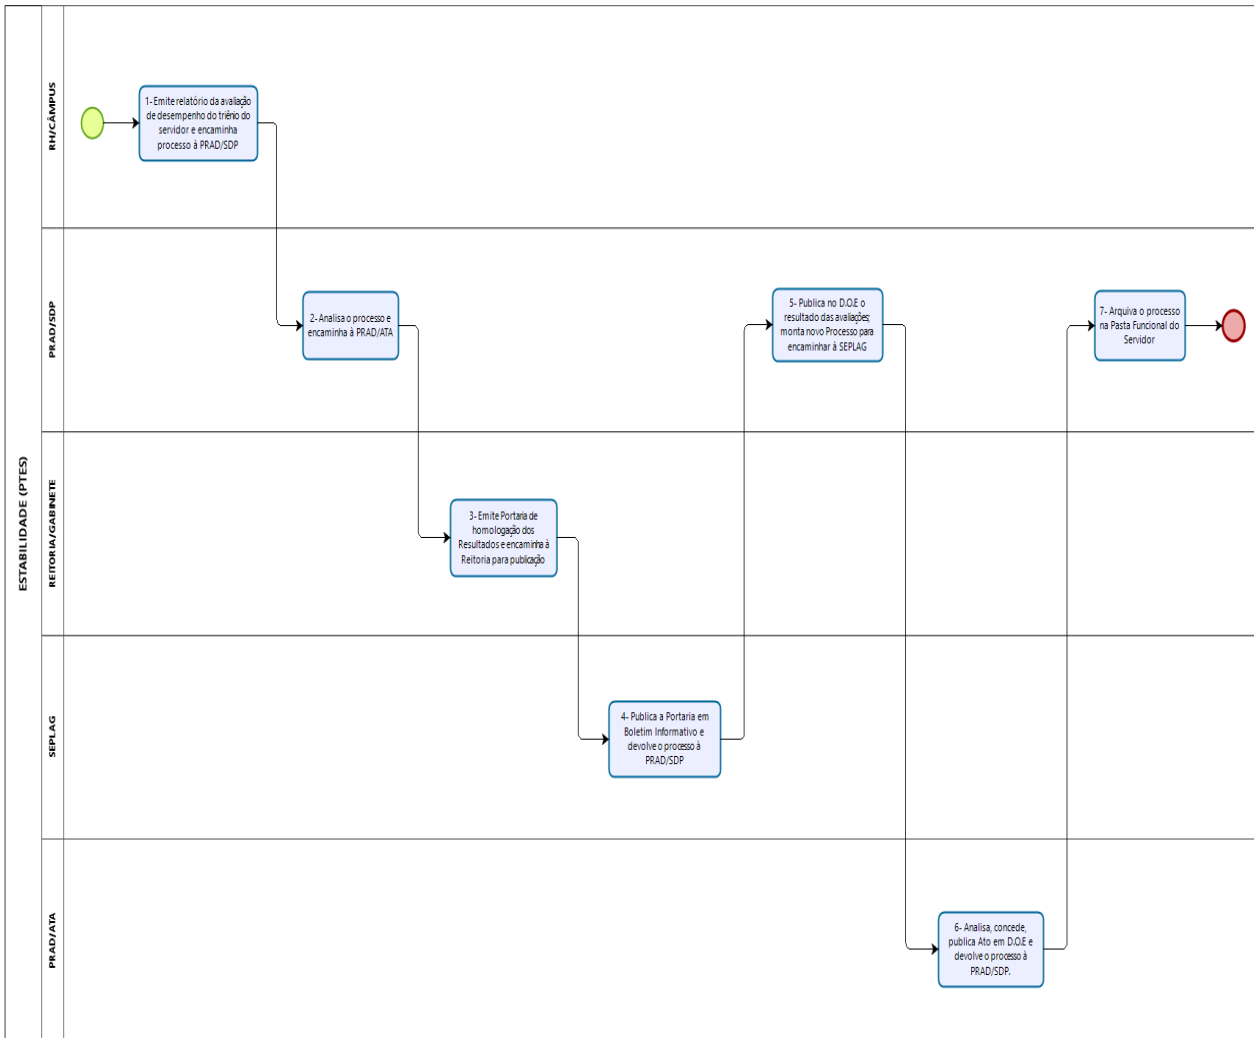 ESTABILIDADE (PTES)
RH/CÂMPUS
1- Emite relatório da avaliação
de desempenho do triênio do
servidor e encaminha
processo à PRAD/SDP
PRAD/SDP
2- Analisa o processo e
encaminha à PRAD/ATA
5- Publica no D.O.E o
resultado das avaliações;
monta novo Processo para
encaminhar à SEPLAG
7- Arquiva o processo
na Pasta Funcional do
Servidor
REITORIA/GABINETE
3- Emite Portaria de
homologação dos
Resultados e encaminha à
Reitoria para publicação
SEPLAG
4- Publica a Portaria em
Boletim Informativo e
devolve o processo à
PRAD/SDP
PRAD/ATA
6- Analisa, concede,
publica Ato em D.O.E e
devolve o processo à
PRAD/SDP.